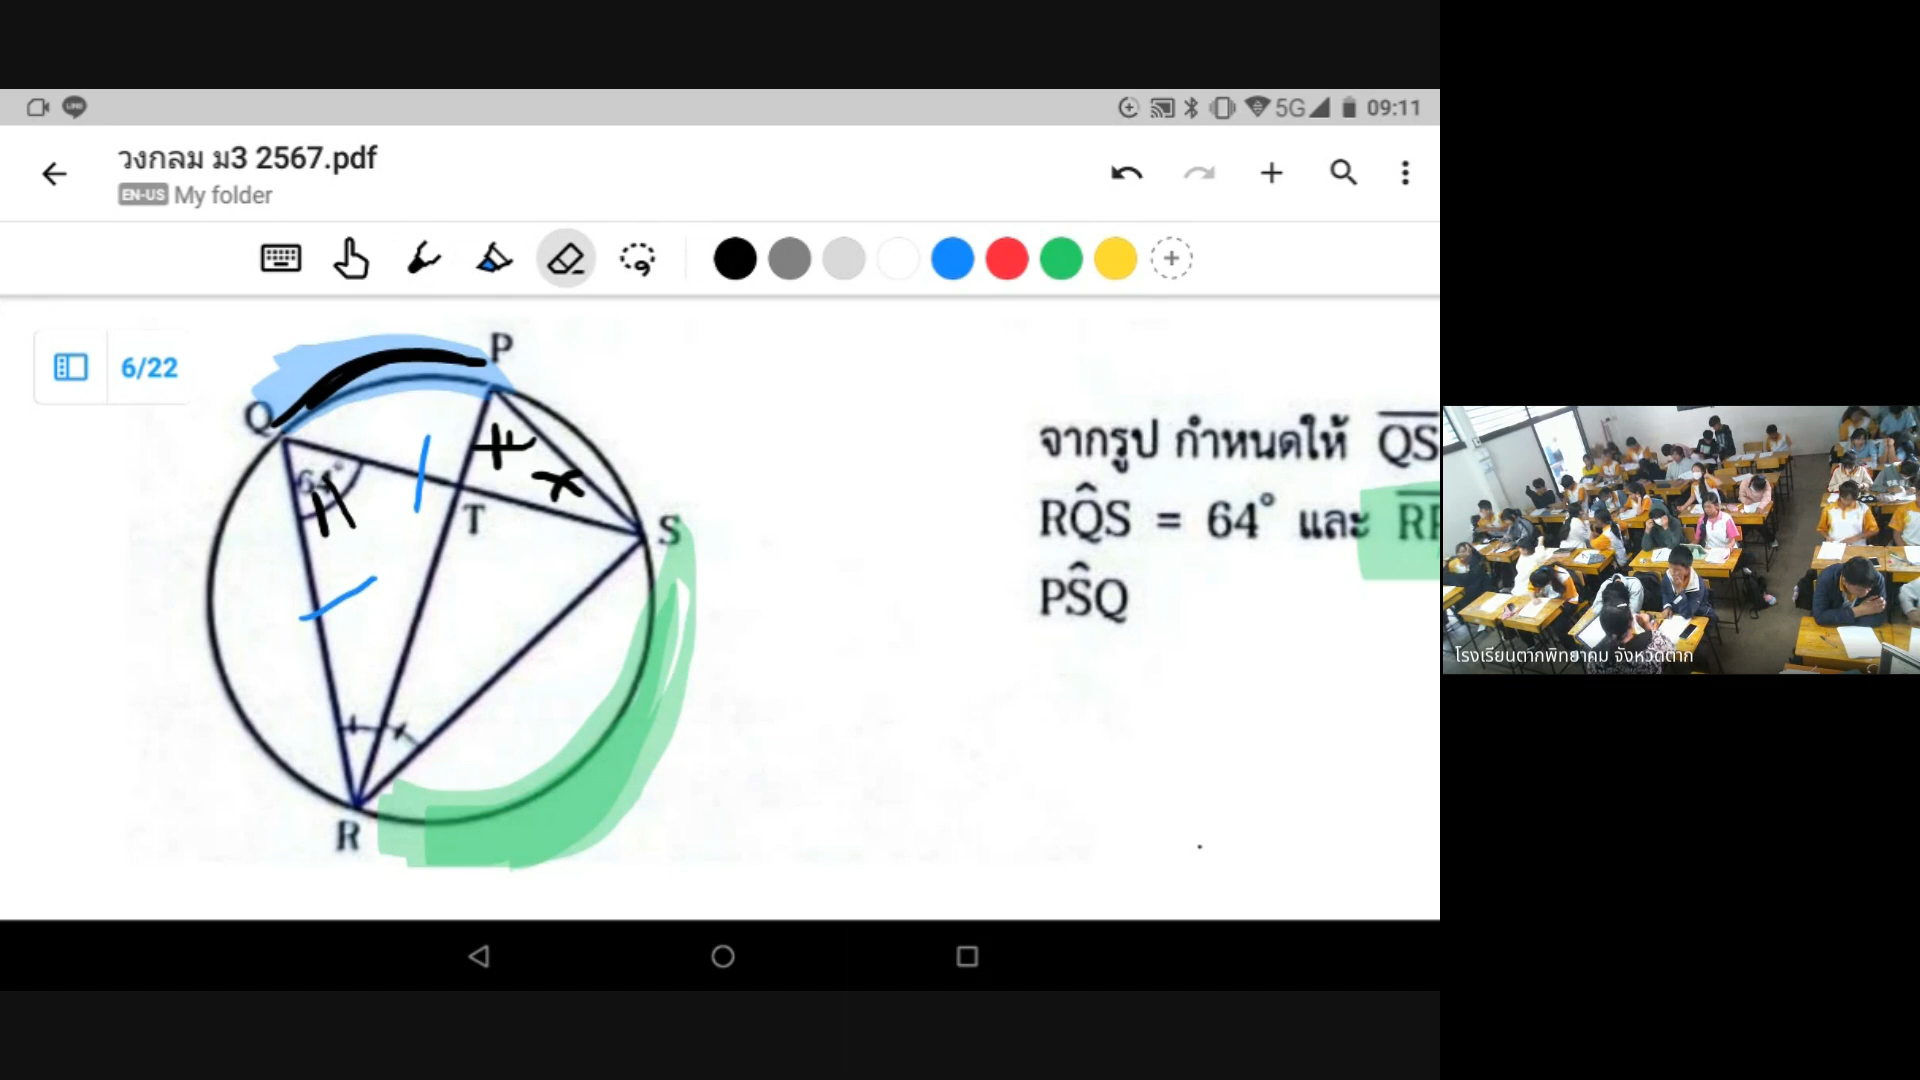 LINE
5G
09:11
วงกลม ม3 2567.pdf
EN-US My folder
6/22
P
Q
64°
T
S
R
จากรูป กำหนดให้ QS
RQ̂S = 64° และ
PŜQ
โรงเรียนตากพิทยาคม จังหวัดตาก